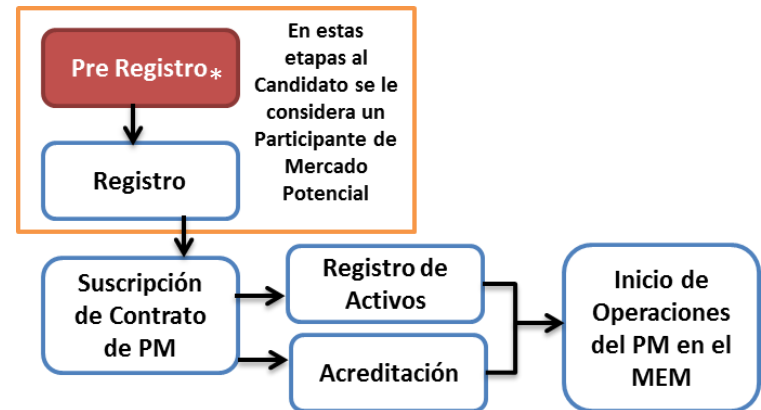 Pre Registro*
En estas
etapas al
Candidato se le
considera un
Participante de
Mercado
Potencial
Registro
Suscripción
de Contrato
de PM
Registro de
Activos
Acreditación
Inicio de
Operaciones
del PM en el
MEM